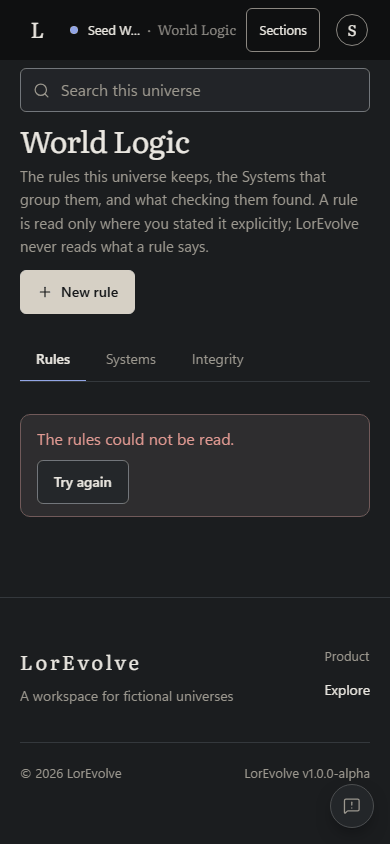 L
Seed W... · World Logic
Sections
S
Search this universe
World Logic
The rules this universe keeps, the Systems that
group them, and what checking them found. A rule
is read only where you stated it explicitly; LorEvolve
never reads what a rule says.
+ New rule
Rules
Systems
Integrity
The rules could not be read.
Try again
LorEvolve
A workspace for fictional universes
Product
Explore
© 2026 LorEvolve
LorEvolve v1.0.0-alpha